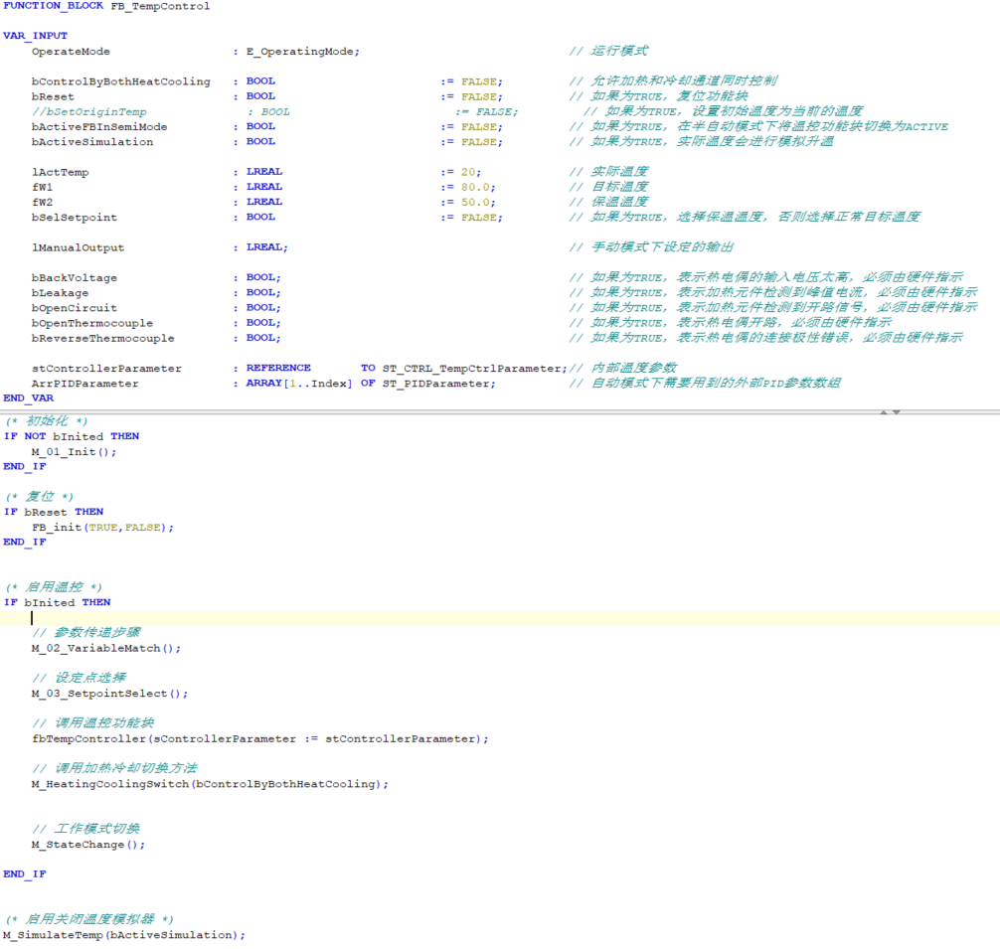 FUNCTION_BLOCK FB_TempControl
VAR_INPUT
OperateMode : E_OperatingMode; // 运行模式
bControlByBothHeatCooling : BOOL := FALSE; // 允许加热和冷却通道同时控制
bReset : BOOL := FALSE; // 如果为TRUE，复位功能块
//bSetOriginTemp : BOOL := FALSE; // 如果为TRUE，设置初始温度为当前的温度
bActiveFBInSemiMode : BOOL := FALSE; // 如果为TRUE，在半自动模式下将温控功能块切换为ACTIVE
bActiveSimulation : BOOL := FALSE; // 如果为TRUE，实际温度会进行模拟升温
lActTemp : LREAL := 20; // 实际温度
fW1 : LREAL := 80.0; // 目标温度
fW2 : LREAL := 50.0; // 保温温度
bSelSetpoint : BOOL := FALSE; // 如果为TRUE，选择保温温度，否则选择正常目标温度
lManualOutput : LREAL; // 手动模式下设定的输出
bBackVoltage : BOOL; // 如果为TRUE，表示热电偶的输入电压太高，必须由硬件指示
bLeakage : BOOL; // 如果为TRUE，表示加热元件检测到峰值电流，必须由硬件指示
bOpenCircuit : BOOL; // 如果为TRUE，表示加热元件检测到开路信号，必须由硬件指示
bOpenThermocouple : BOOL; // 如果为TRUE，表示热电偶开路，必须由硬件指示
bReverseThermocouple : BOOL; // 如果为TRUE，表示热电偶的连接极性错误，必须由硬件指示
stControllerParameter : REFERENCE TO ST_CTRL_TempCtrlParameter;// 内部温度参数
ArrPIDParameter : ARRAY[1..Index] OF ST_PIDParameter; // 自动模式下需要用到的外部PID参数数组
END_VAR
(* 初始化 *)
IF NOT bInited THEN
M_01_Init();
END_IF
(* 复位 *)
IF bReset THEN
FB_init(TRUE,FALSE);
END_IF
(* 启用温控 *)
IF bInited THEN
// 参数传递步骤
M_02_VariableMatch();
// 设定点选择
M_03_SetpointSelect();
// 调用温控功能块
fbTempController(sControllerParameter := stControllerParameter);
// 调用加热冷却切换方法
M_HeatingCoolingSwitch(bControlByBothHeatCooling);
// 工作模式切换
M_StateChange();
END_IF
(* 启用关闭温度模拟器 *)
M_SimulateTemp(bActiveSimulation);